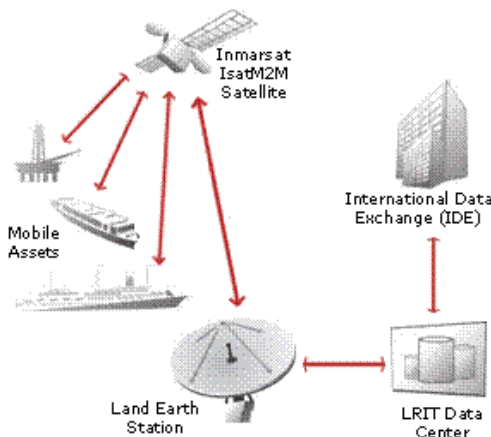 Inmarsat
IsatM2M
Satellite
International Data
Exchange (IDE)
Mobile
Assets
Land Earth
Station
LRIT Data
Center